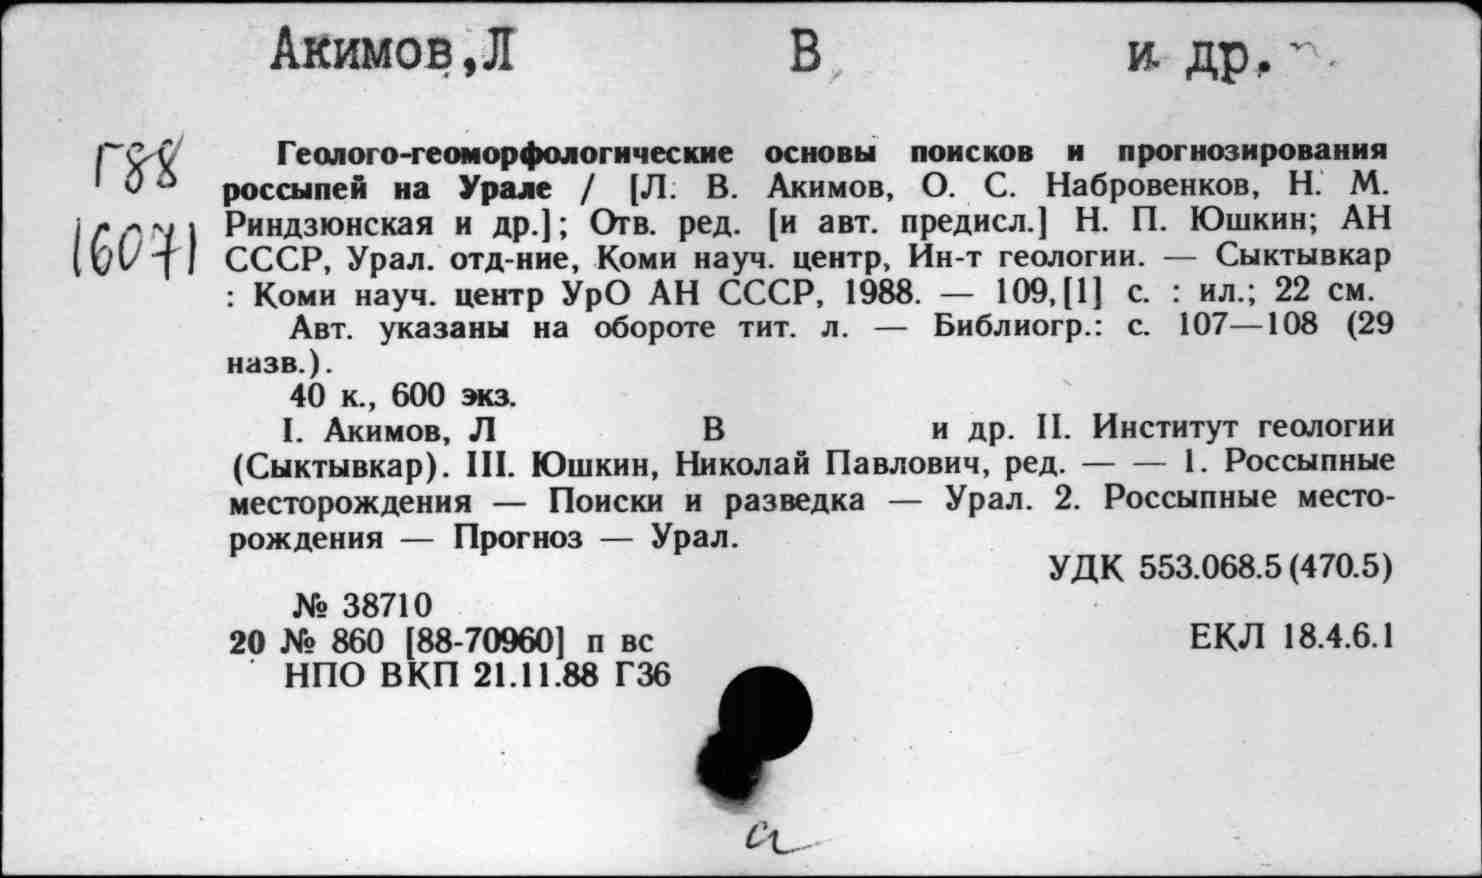 Акимов,Л В и др.
Г88
16071
Геолого-геоморфологические основы поисков и прогнозирования
россыпей на Урале / [Л. В. Акимов, О. С. Набровенков, Н. М.
Риндзюнская и др.]; Отв. ред. [и авт. предисл.] Н. П. Юшкин; АН
СССР, Урал. отд-ние, Коми науч. центр, Ин-т геологии. — Сыктывкар
: Коми науч. центр УрО АН СССР, 1988. — 109,[1] с. : ил.; 22 см.
Авт. указаны на обороте тит. л. — Библиогр.: с. 107—108 (29
назв.).
40 к., 600 экз.
I. Акимов, Л В и др. II. Институт геологии
(Сыктывкар). III. Юшкин, Николай Павлович, ред. — — 1. Россыпные
месторождения — Поиски и разведка — Урал. 2. Россыпные место-
рождения — Прогноз — Урал.
УДК 553.068.5(470.5)
№ 38710
20 № 860 [88-70960] п вс
ЕКЛ 18.4.6.1
НПО ВКП 21.11.88 Г36